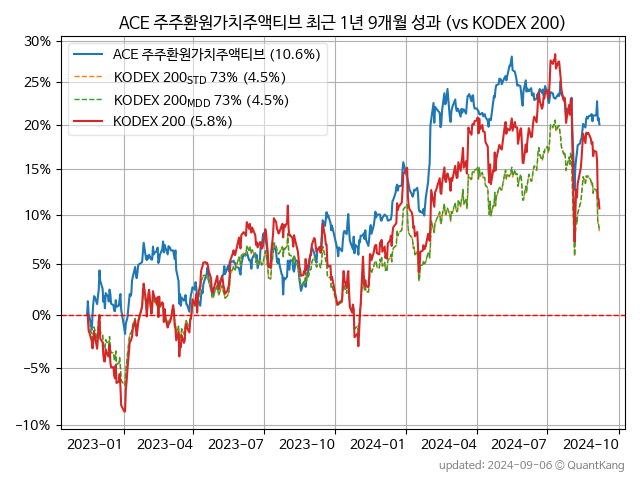 ACE 주주환원가치주액티브 최근 1년 9개월 성과 (vs KODEX 200)
ACE 주주환원가치주액티브 (10.6%)
KODEX 200STD 73% (4.5%)
KODEX 200MDD 73% (4.5%)
KODEX 200 (5.8%)
30%
25%
20%
15%
10%
5%
0%
−5%
−10%
2023-01 2023-04 2023-07 2023-10 2024-01 2024-04 2024-07 2024-10
updated: 2024-09-06 © QuantKang